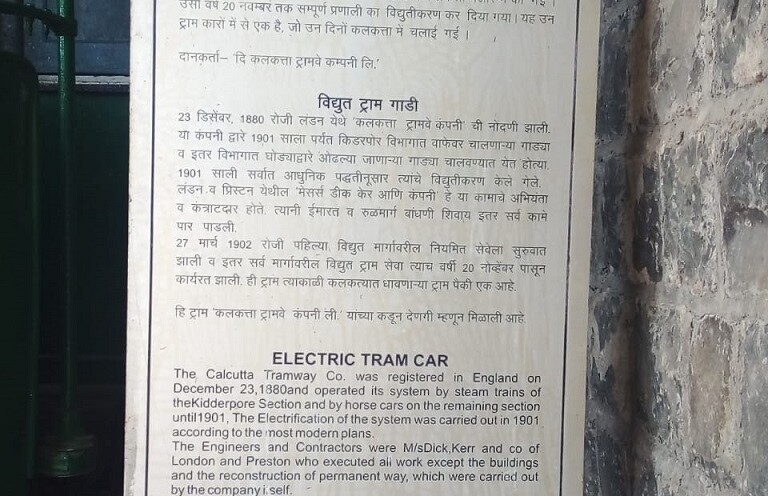 उसी वर्ष 20 नवम्बर तक सम्पूर्ण प्रणाली का विद्युतीकरण कर दिया गया। यह उन
ट्राम कारों में से एक है, जो उन दिनों कलकत्ता में चलाई गई ।
दानकर्ता– 'दि कलकत्ता ट्रामवे कम्पनी लि.'
विद्युत ट्राम गाडी
23 डिसेंबर, 1880 रोजी लंडन येथे 'कलकत्ता ट्रामवे कंपनी' ची नोंदणी झाली.
या कंपनी द्वारे 1901 साला पर्यंत किडरपोर विभागात वाफेवर चालणाऱ्या गाड्या
व इतर विभागात घोड्याद्वारे ओढल्या जाणाऱ्या गाड्या चालवण्यात येत होत्या.
1901 साली सर्वात आधुनिक पद्धतीनूसार त्यांचे विद्युतीकरण केले गेले.
लंडन व प्रिस्टन येथील 'मेसर्स डीक केर आणि कंपनी' हे या कामाचे अभियंता
व कंत्राटदार होते. त्यानी ईमारत व रुळमार्ग बांधणी शिवाय इतर सर्व कामे
पार पाडली.
27 मार्च 1902 रोजी पहिल्या विद्युत मार्गावरील नियमित सेवेला सुरुवात
झाली व इतर सर्व मार्गावरील विद्युत ट्राम सेवा त्याच वर्षी 20 नोव्हेंबर पासून
कार्यरत झाली. ही ट्राम त्याकाळी कलकत्यात धावणाऱ्या ट्राम पैकी एक आहे.
हि ट्राम 'कलकत्ता ट्रामवे कंपनी ली.' यांच्या कडून देणगी म्हणून मिळाली आहे.
ELECTRIC TRAM CAR
The Calcutta Tramway Co. was registered in England on
December 23,1880and operated its system by steam trains of
theKidderpore Section and by horse cars on the remaining section
until1901, The Electrification of the system was carried out in 1901
according to the most modern plans.
The Engineers and Contractors were M/sDick,Kerr and co of
London and Preston who executed all work except the buildings
and the reconstruction of permanent way, which were carried out
by the company i.self.